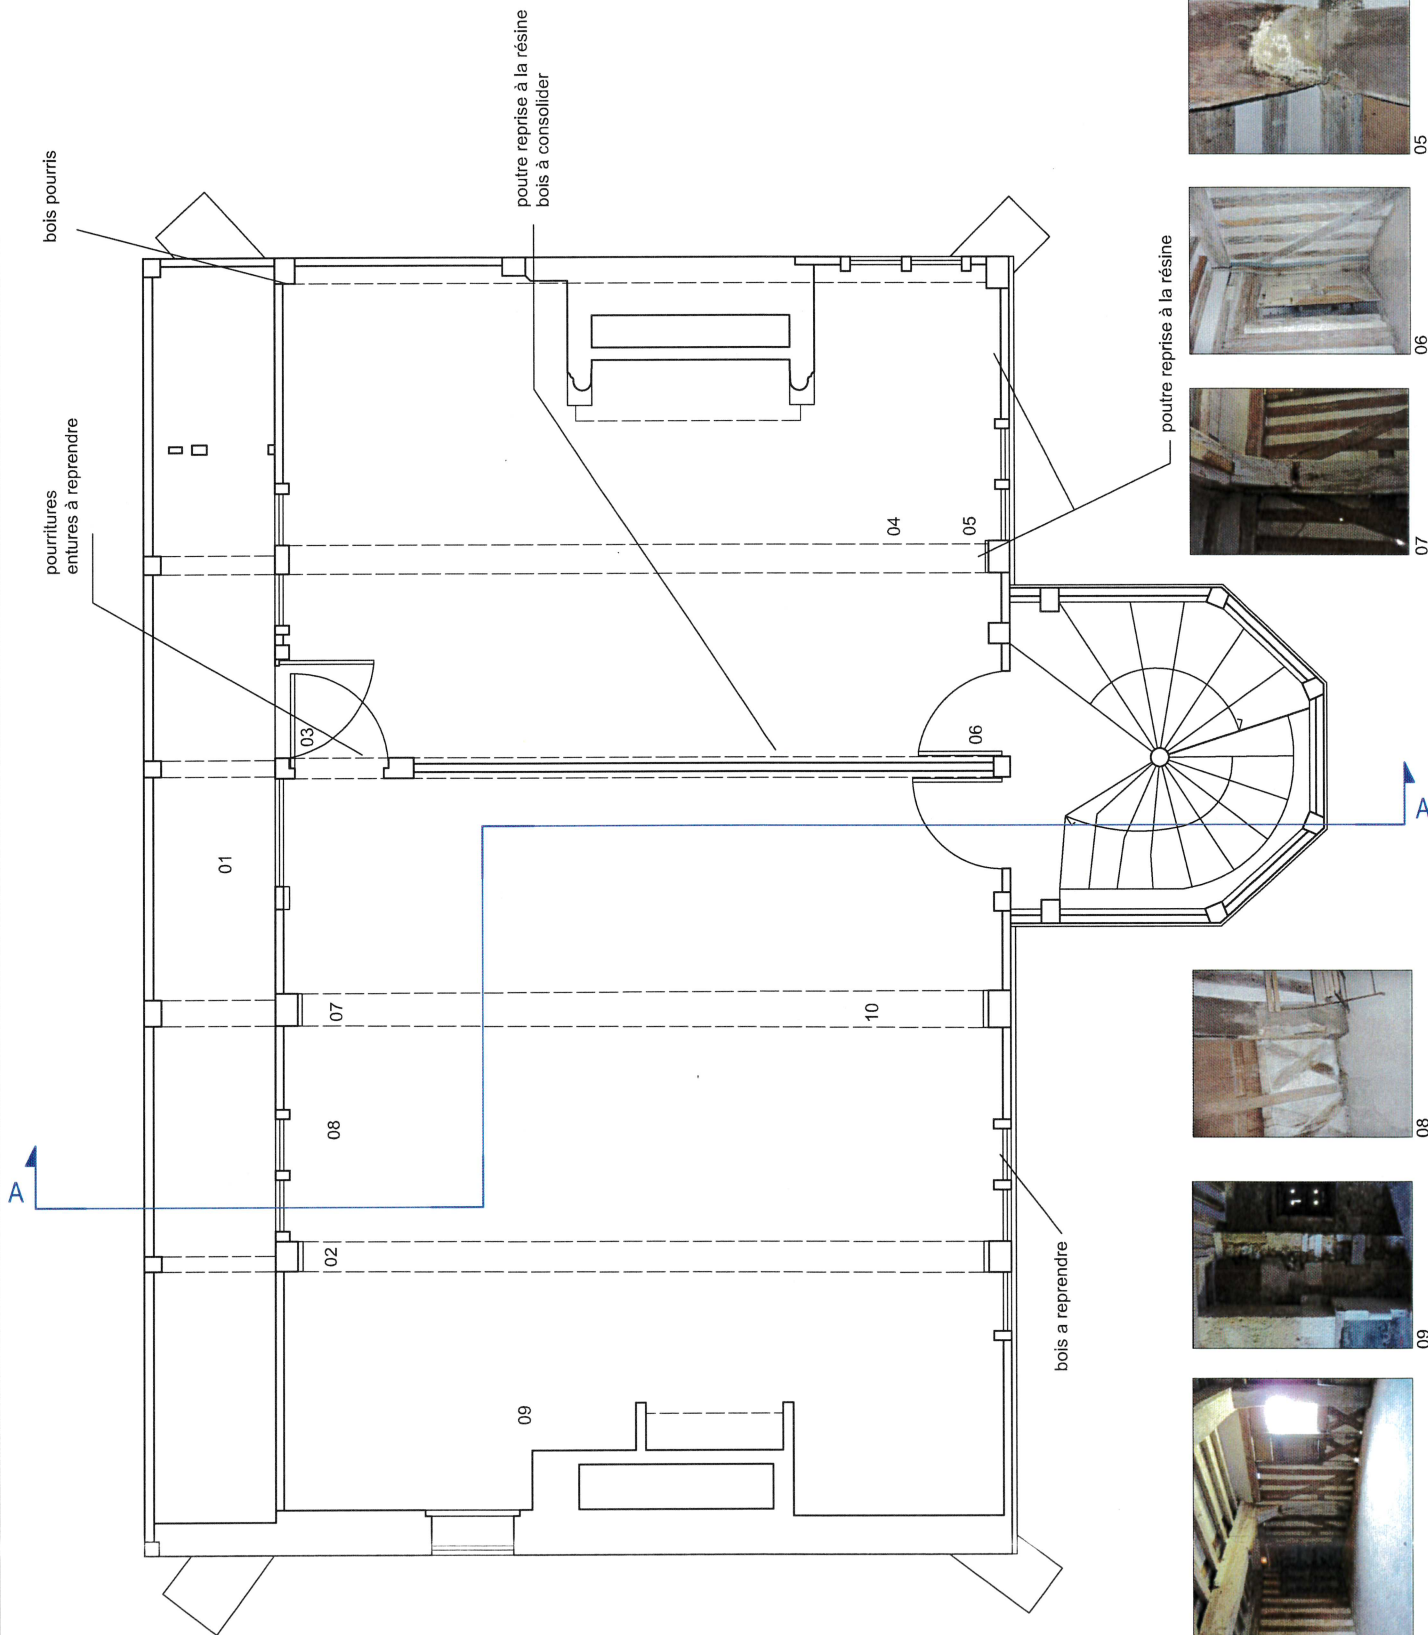 bois pourris
poutre reprise à la résine
bois à consolider
pourritures
entures à reprendre
poutre reprise à la résine
bois a reprendre
A
A
01
02
03
04
05
06
07
08
09
10
05
06
07
08
09